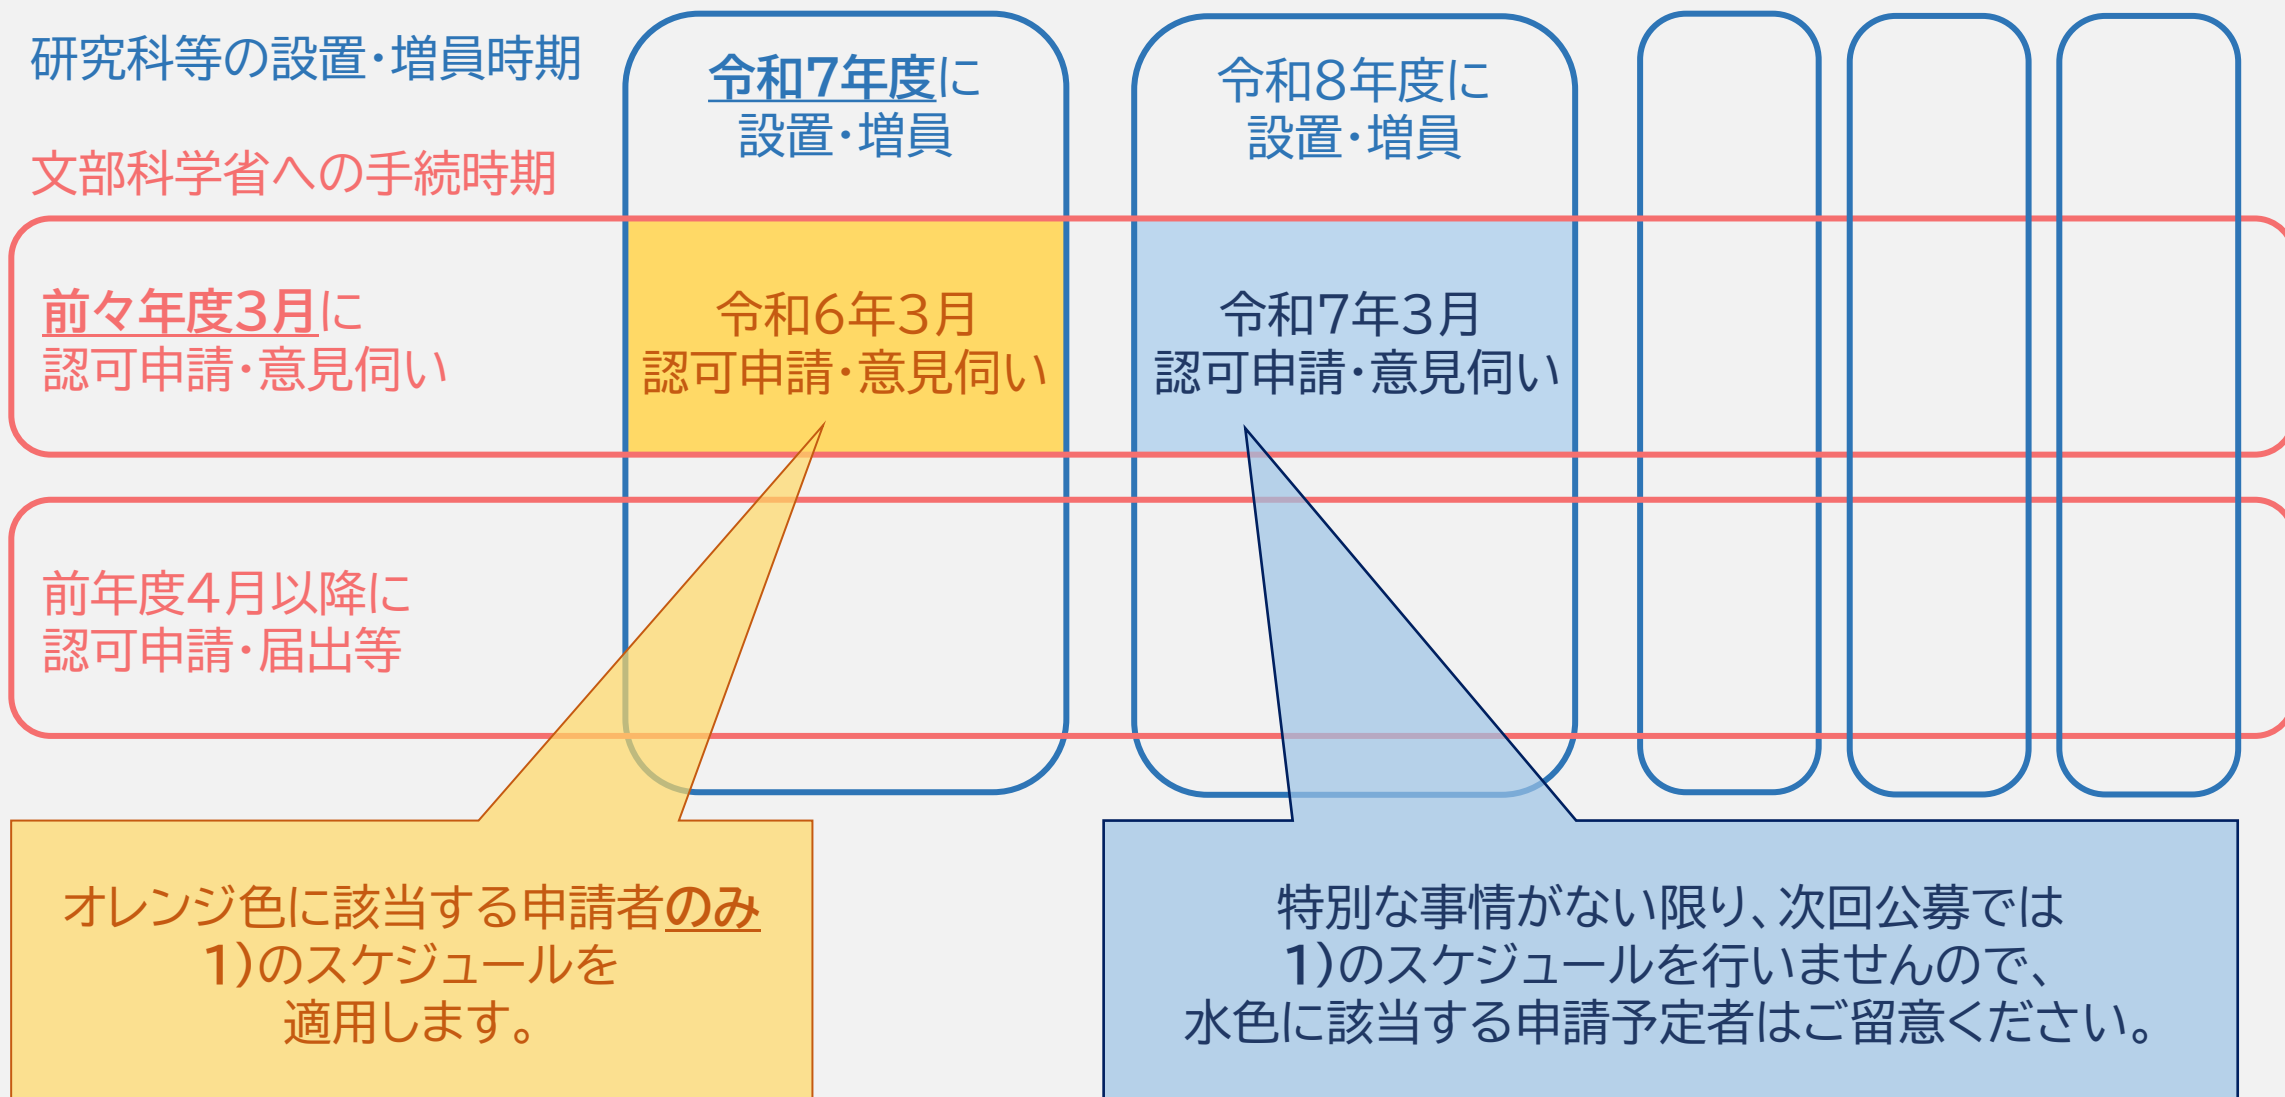 研究科等の設置・増員時期
文部科学省への手続時期
令和7年度に
設置・増員
令和8年度に
設置・増員
前々年度3月に
認可申請・意見伺い
令和6年3月
認可申請・意見伺い
令和7年3月
認可申請・意見伺い
前年度4月以降に
認可申請・届出等
オレンジ色に該当する申請者のみ
1)のスケジュールを
適用します。
特別な事情がない限り、次回公募では
1)のスケジュールを行いませんので、
水色に該当する申請予定者はご留意ください。